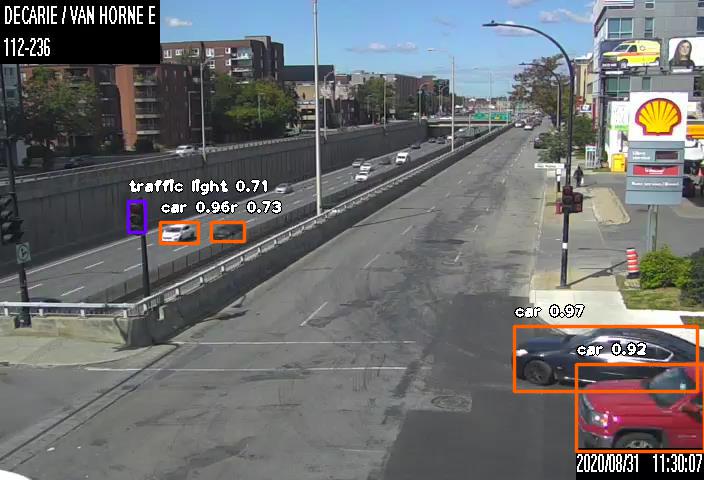 DECARIE / VAN HORNE E
112-236
traffic light 0.71
car 0.96r 0.73
car 0.97
car 0.92
Shell
2020/08/31 11:30:07